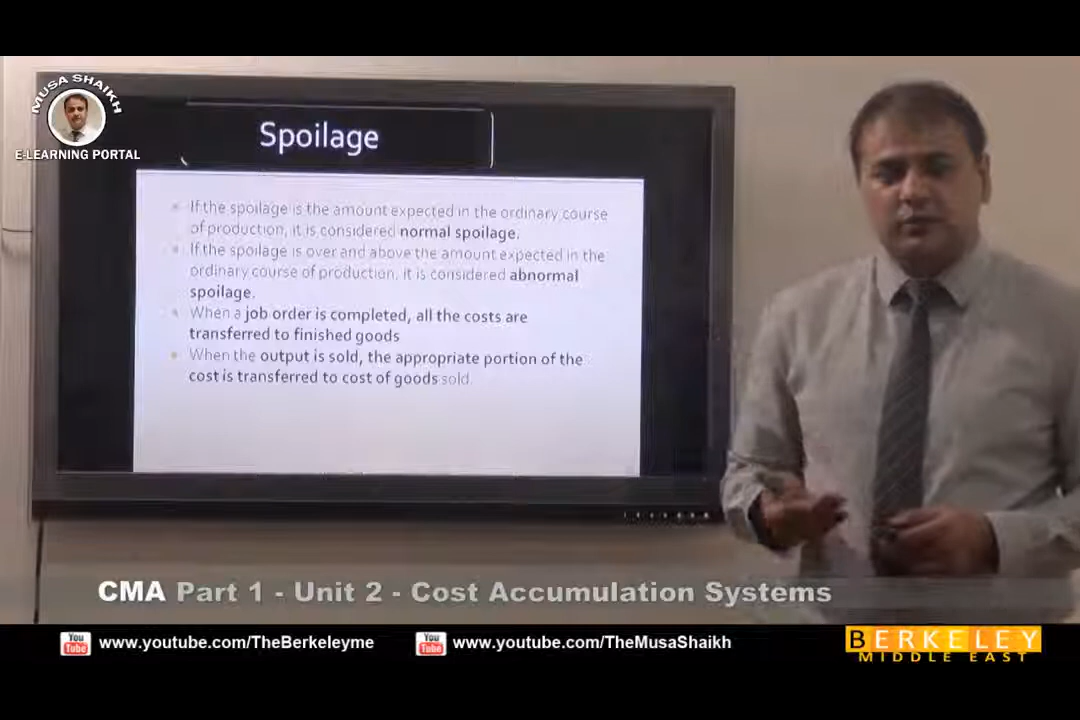 MUSA SHAIKH
E-LEARNING PORTAL
Spoilage
If the spoilage is the amount expected in the ordinary course
of production, it is considered normal spoilage.
If the spoilage is over and above the amount expected in the
ordinary course of production, it is considered abnormal
spoilage.
When a job order is completed, all the costs are
transferred to finished goods
When the output is sold, the appropriate portion of the
cost is transferred to cost of goods sold.
CMA Part 1 - Unit 2 - Cost Accumulation Systems
You Tube www.youtube.com/TheBerkeleyme You Tube www.youtube.com/TheMusaShaikh
BERKELEY
MIDDLE EAST